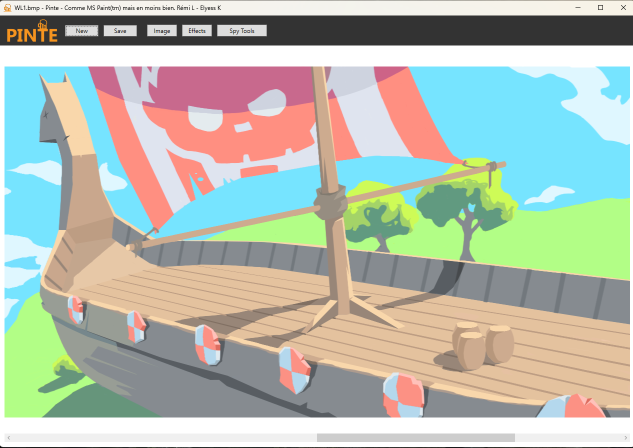 WL1.bmp - Pinte - Comme MS Paint(tm) mais en moins bien. Rémi L - Elyess K
PINTE New Save Image Effects Spy Tools